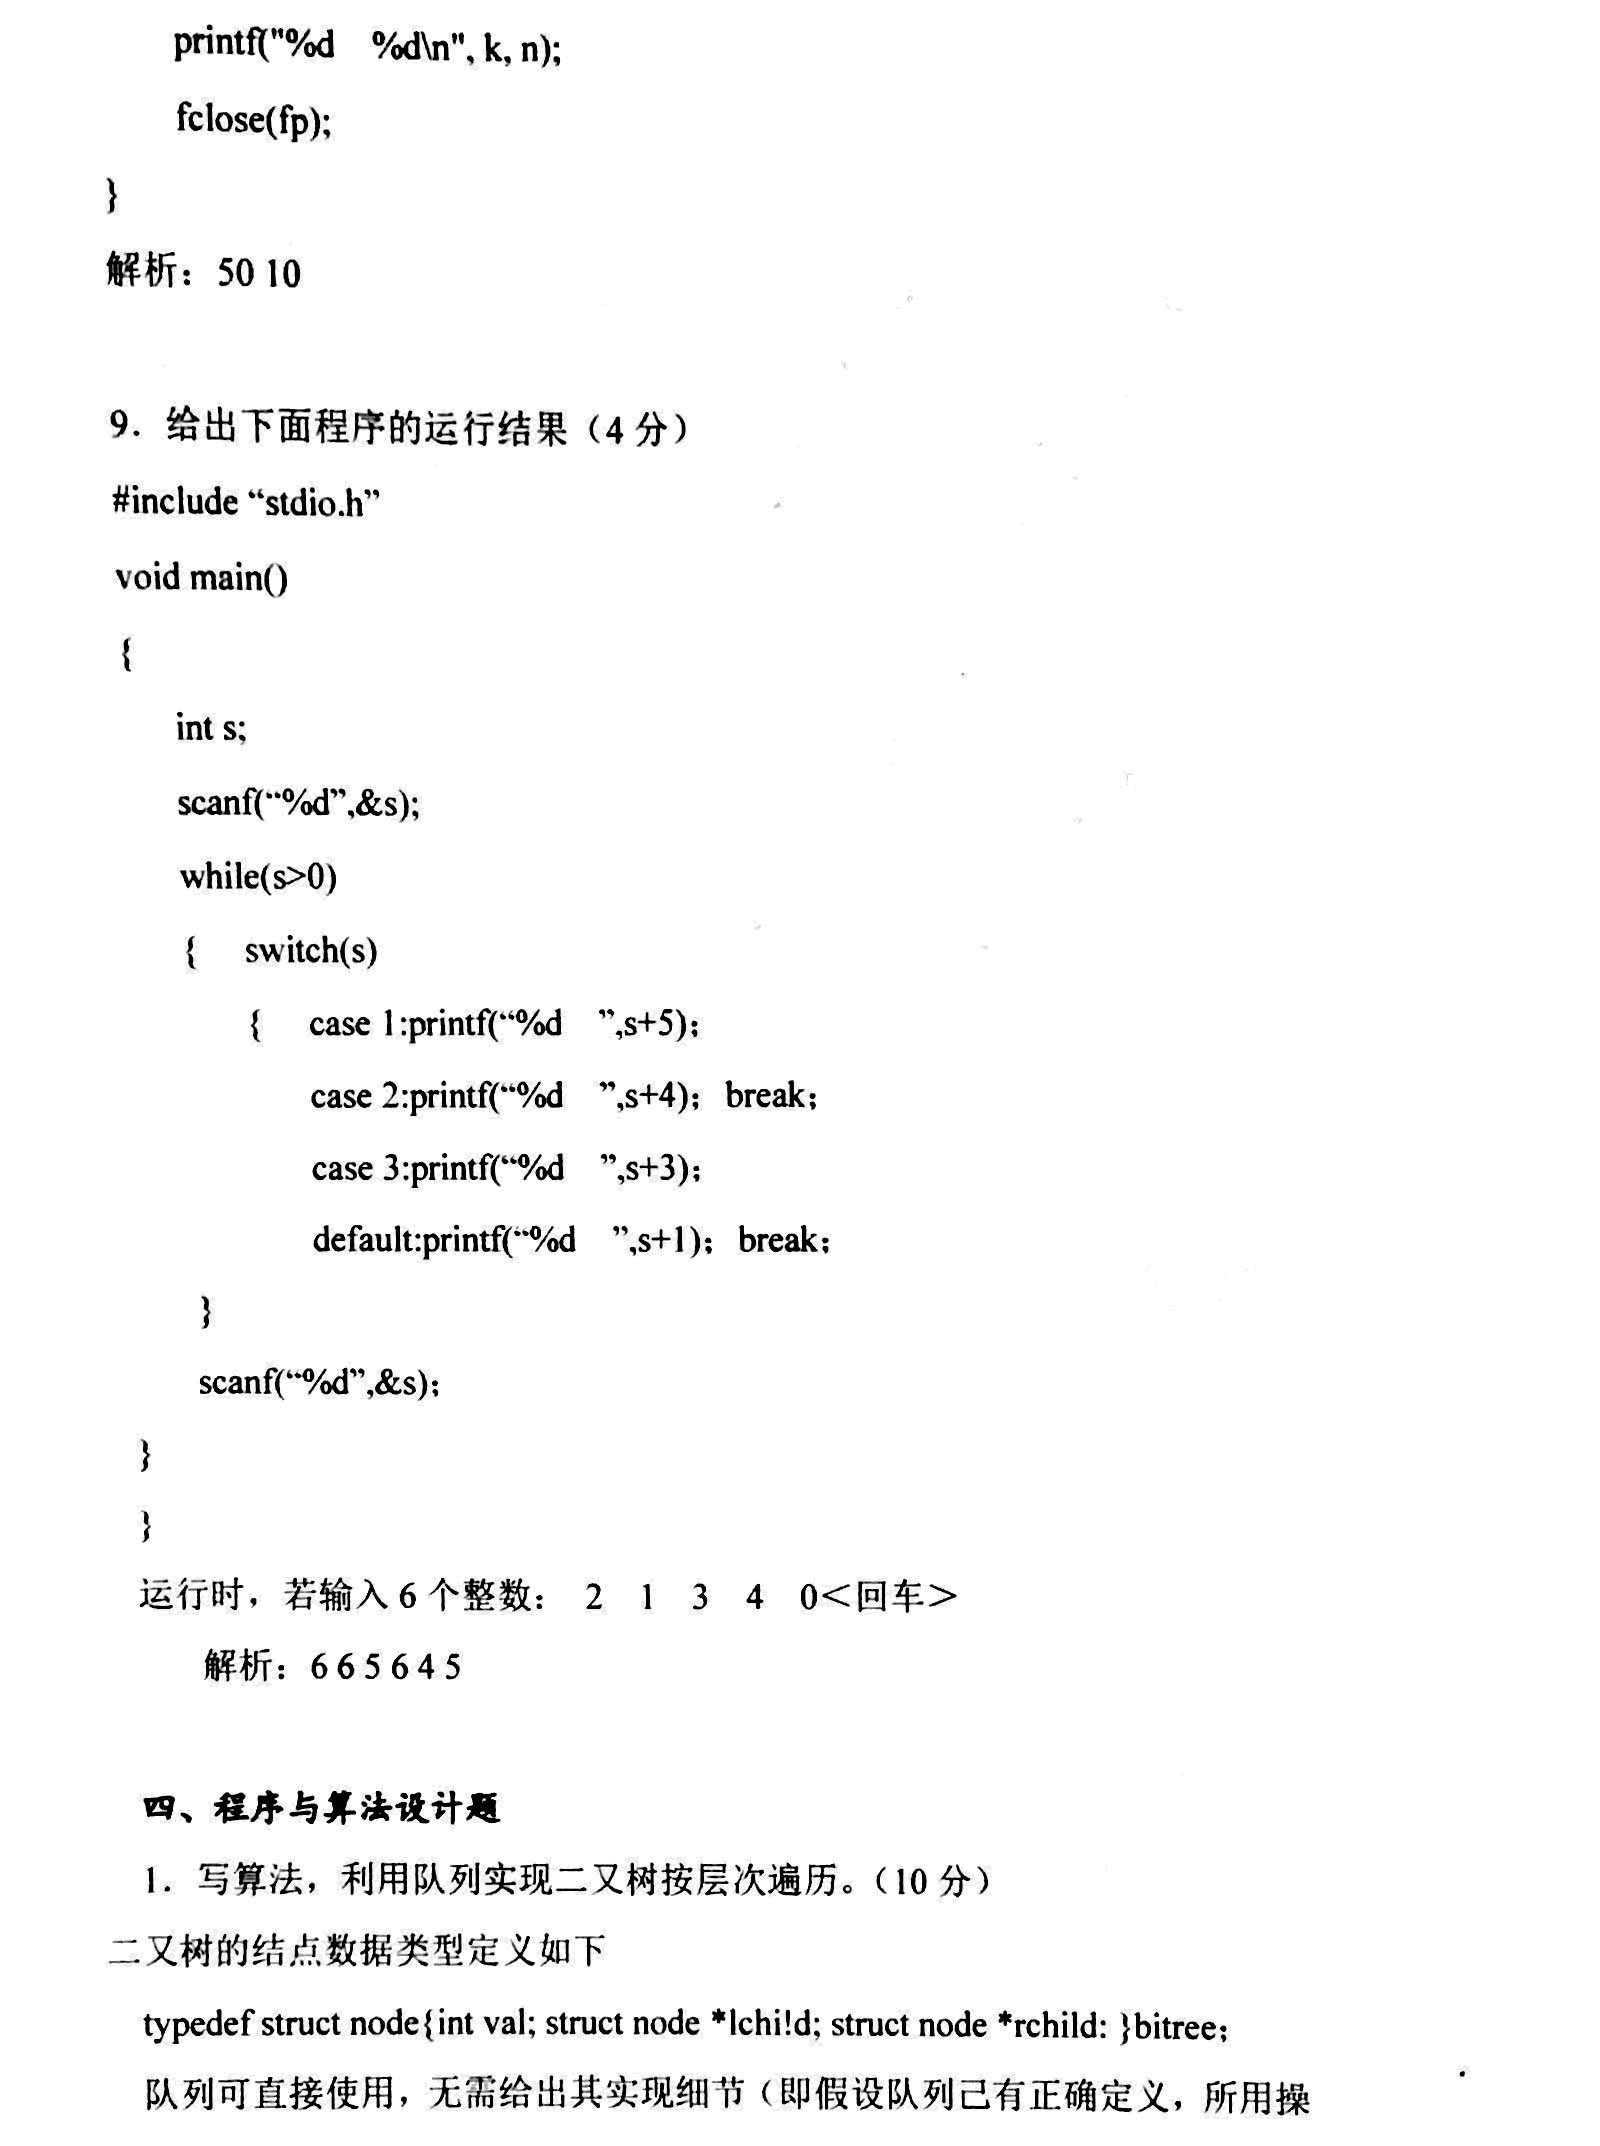 printf("%d %d\n", k, n);
fclose(fp);
}
解析：50 10
9．给出下面程序的运行结果（4 分）
#include “stdio.h”
void main()
{
int s;
scanf(“%d”,&s);
while(s>0)
{ switch(s)
{ case 1:printf(“%d ”,s+5)；
case 2:printf(“%d ”,s+4)； break；
case 3:printf(“%d ”,s+3)；
default:printf(“%d ”,s+1)； break；
}
scanf(“%d”,&s)；
}
}
运行时，若输入 6 个整数： 2 1 3 4 0＜回车＞
解析：6 6 5 6 4 5
四、程序与算法设计题
1．写算法，利用队列实现二叉树按层次遍历。（10 分）
二叉树的结点数据类型定义如下
typedef struct node{int val; struct node *lchi!d; struct node *rchild: }bitree；
队列可直接使用，无需给出其实现细节（即假设队列己有正确定义，所用操